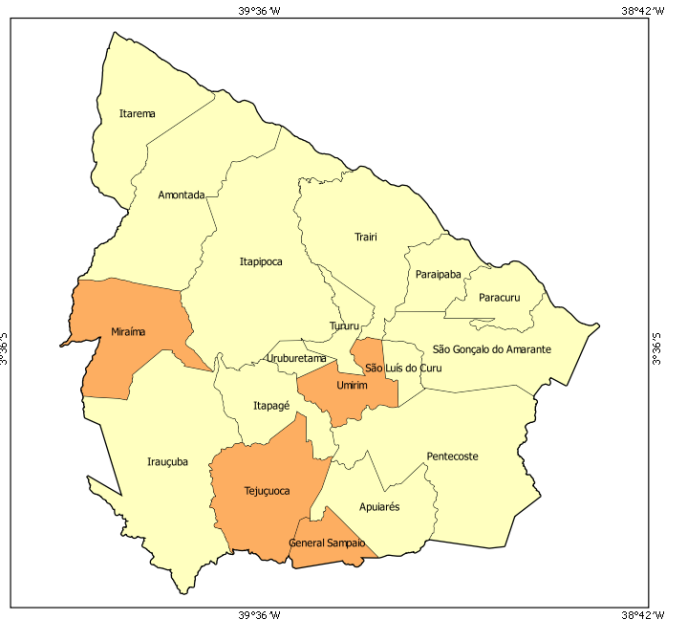 39°36´W
38°42´W
Itarema
Amontada
Trairi
Itapipoca
Paraipaba
Paracuru
Tururu
Miraíma
3°36´S
3°36´S
São Gonçalo do Amarante
Uruburetama
São Luís do Curu
Umirim
Itapagé
Pentecoste
Irauçuba
Tejuçuoca
Apuiarés
General Sampaio
39°36´W
38°42´W